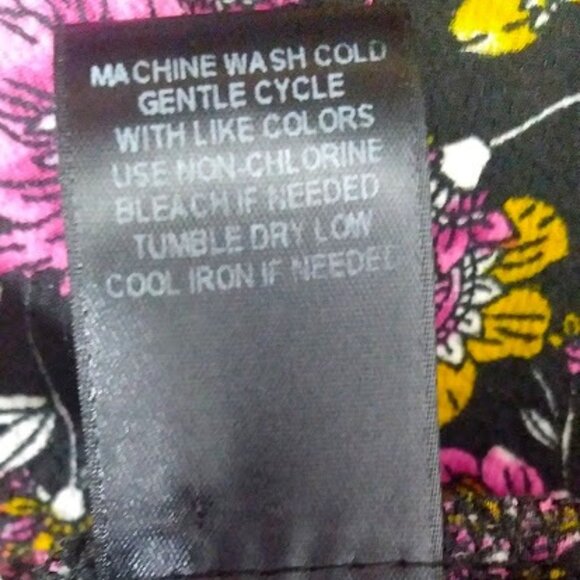 MACHINE WASH COLD
GENTLE CYCLE
WITH LIKE COLORS
USE NON-CHLORINE
BLEACH IF NEEDED
TUMBLE DRY LOW
COOL IRON IF NEEDED